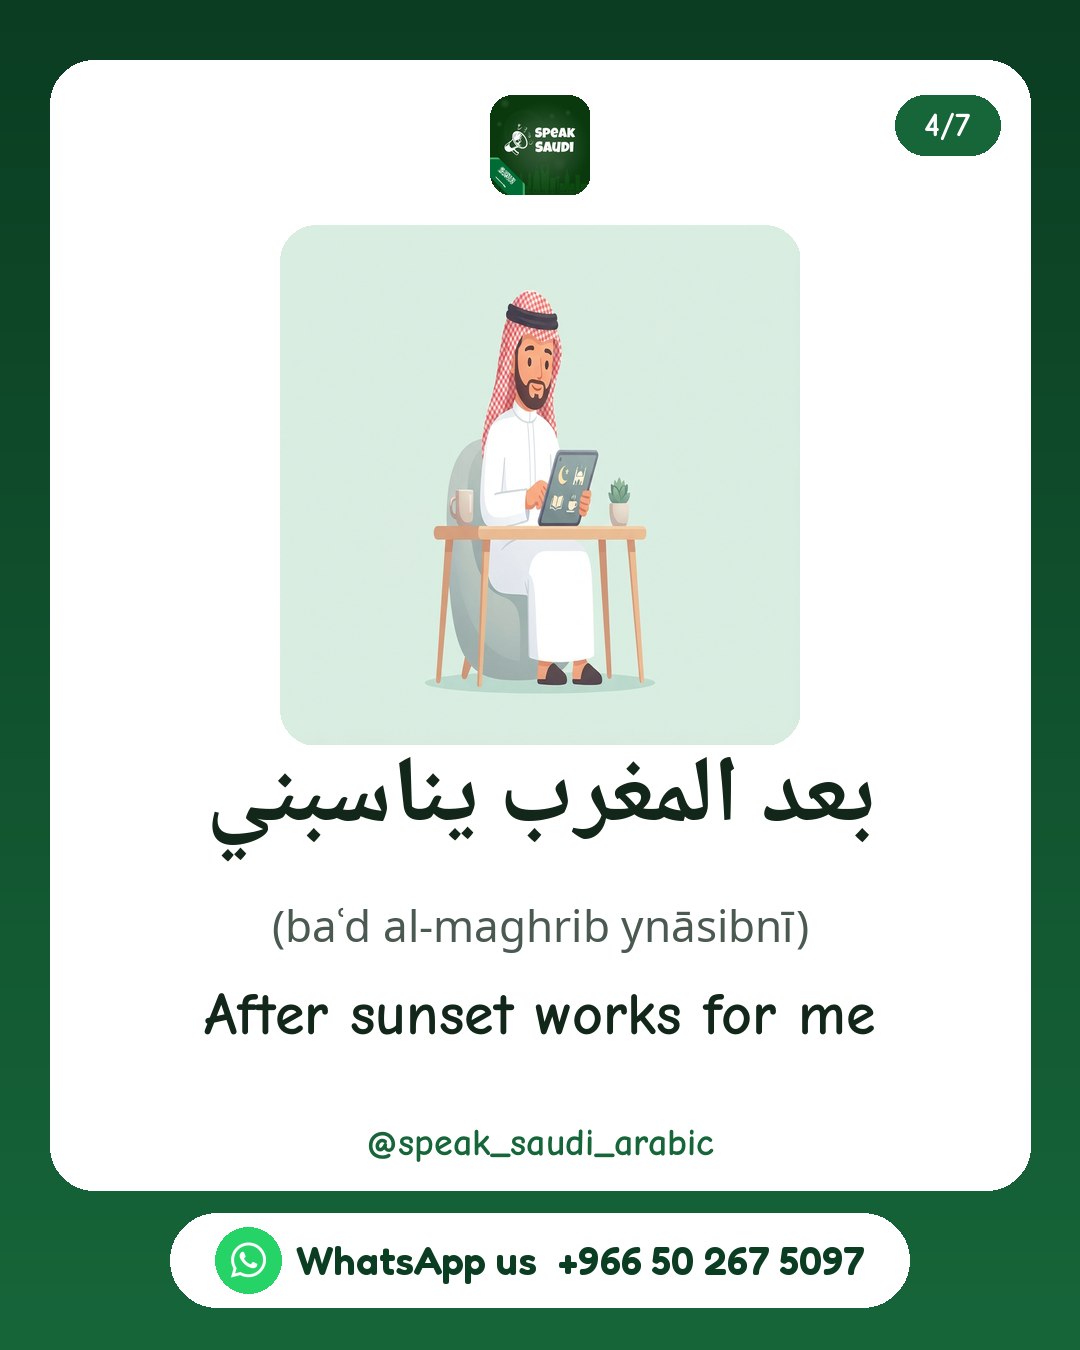 SPEAK
SAUDI
4/7
بعد المغرب يناسبني
(baʿd al-maghrib ynāsibnī)
After sunset works for me
@speak_saudi_arabic
WhatsApp us +966 50 267 5097